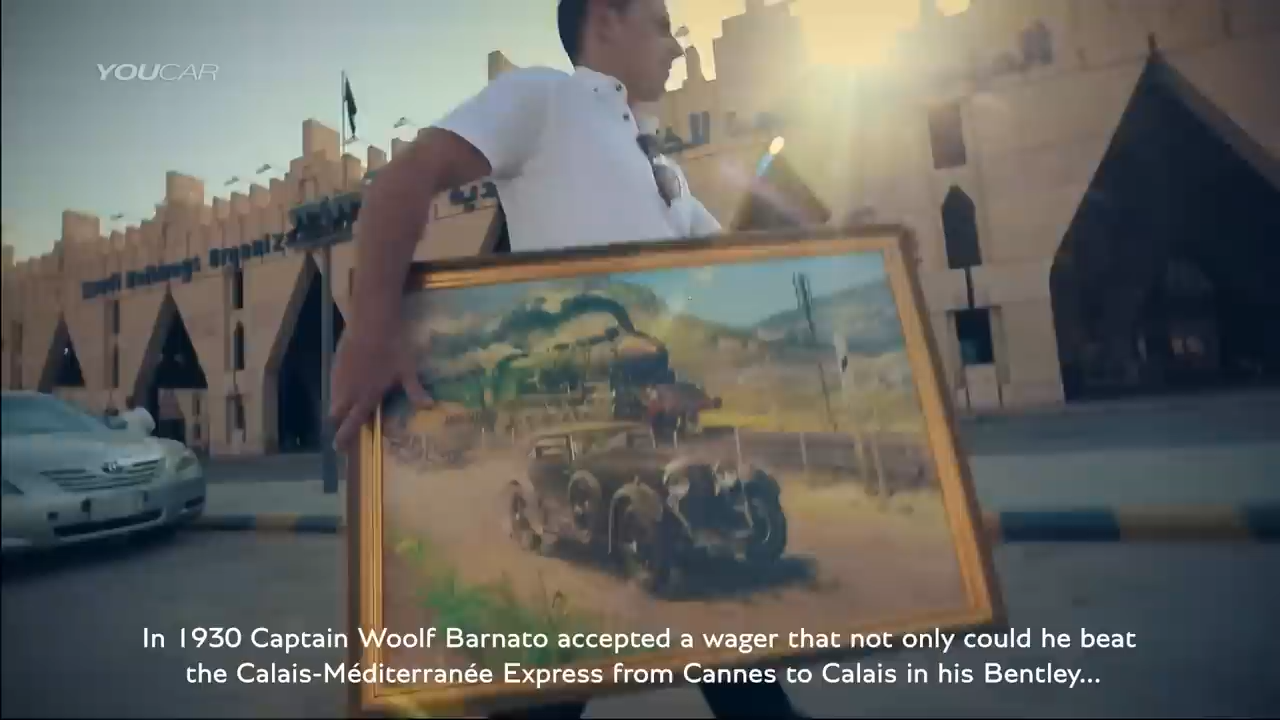 YOUCAR
In 1930 Captain Woolf Barnato accepted a wager that not only could he beat
the Calais-Méditerranée Express from Cannes to Calais in his Bentley...